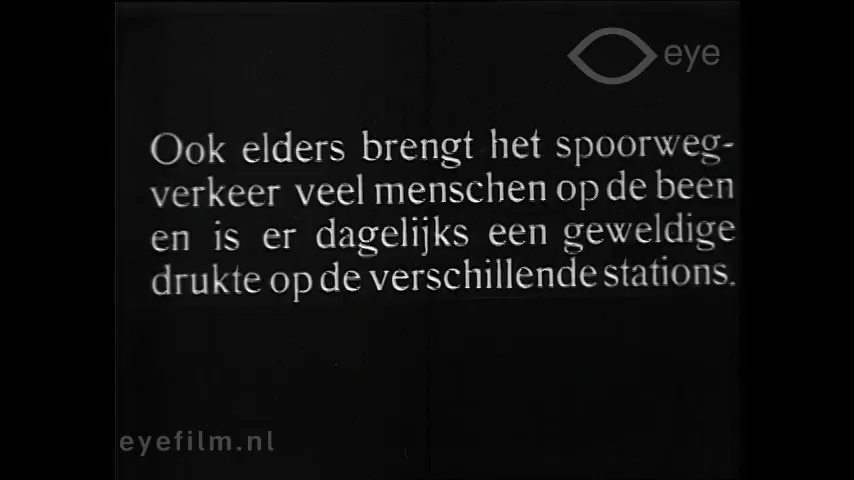 eye
Ook elders brengt het spoorweg-
verkeer veel menschen op de been
en is er dagelijks een geweldige
drukte op de verschillende stations.
eyefilm.nl